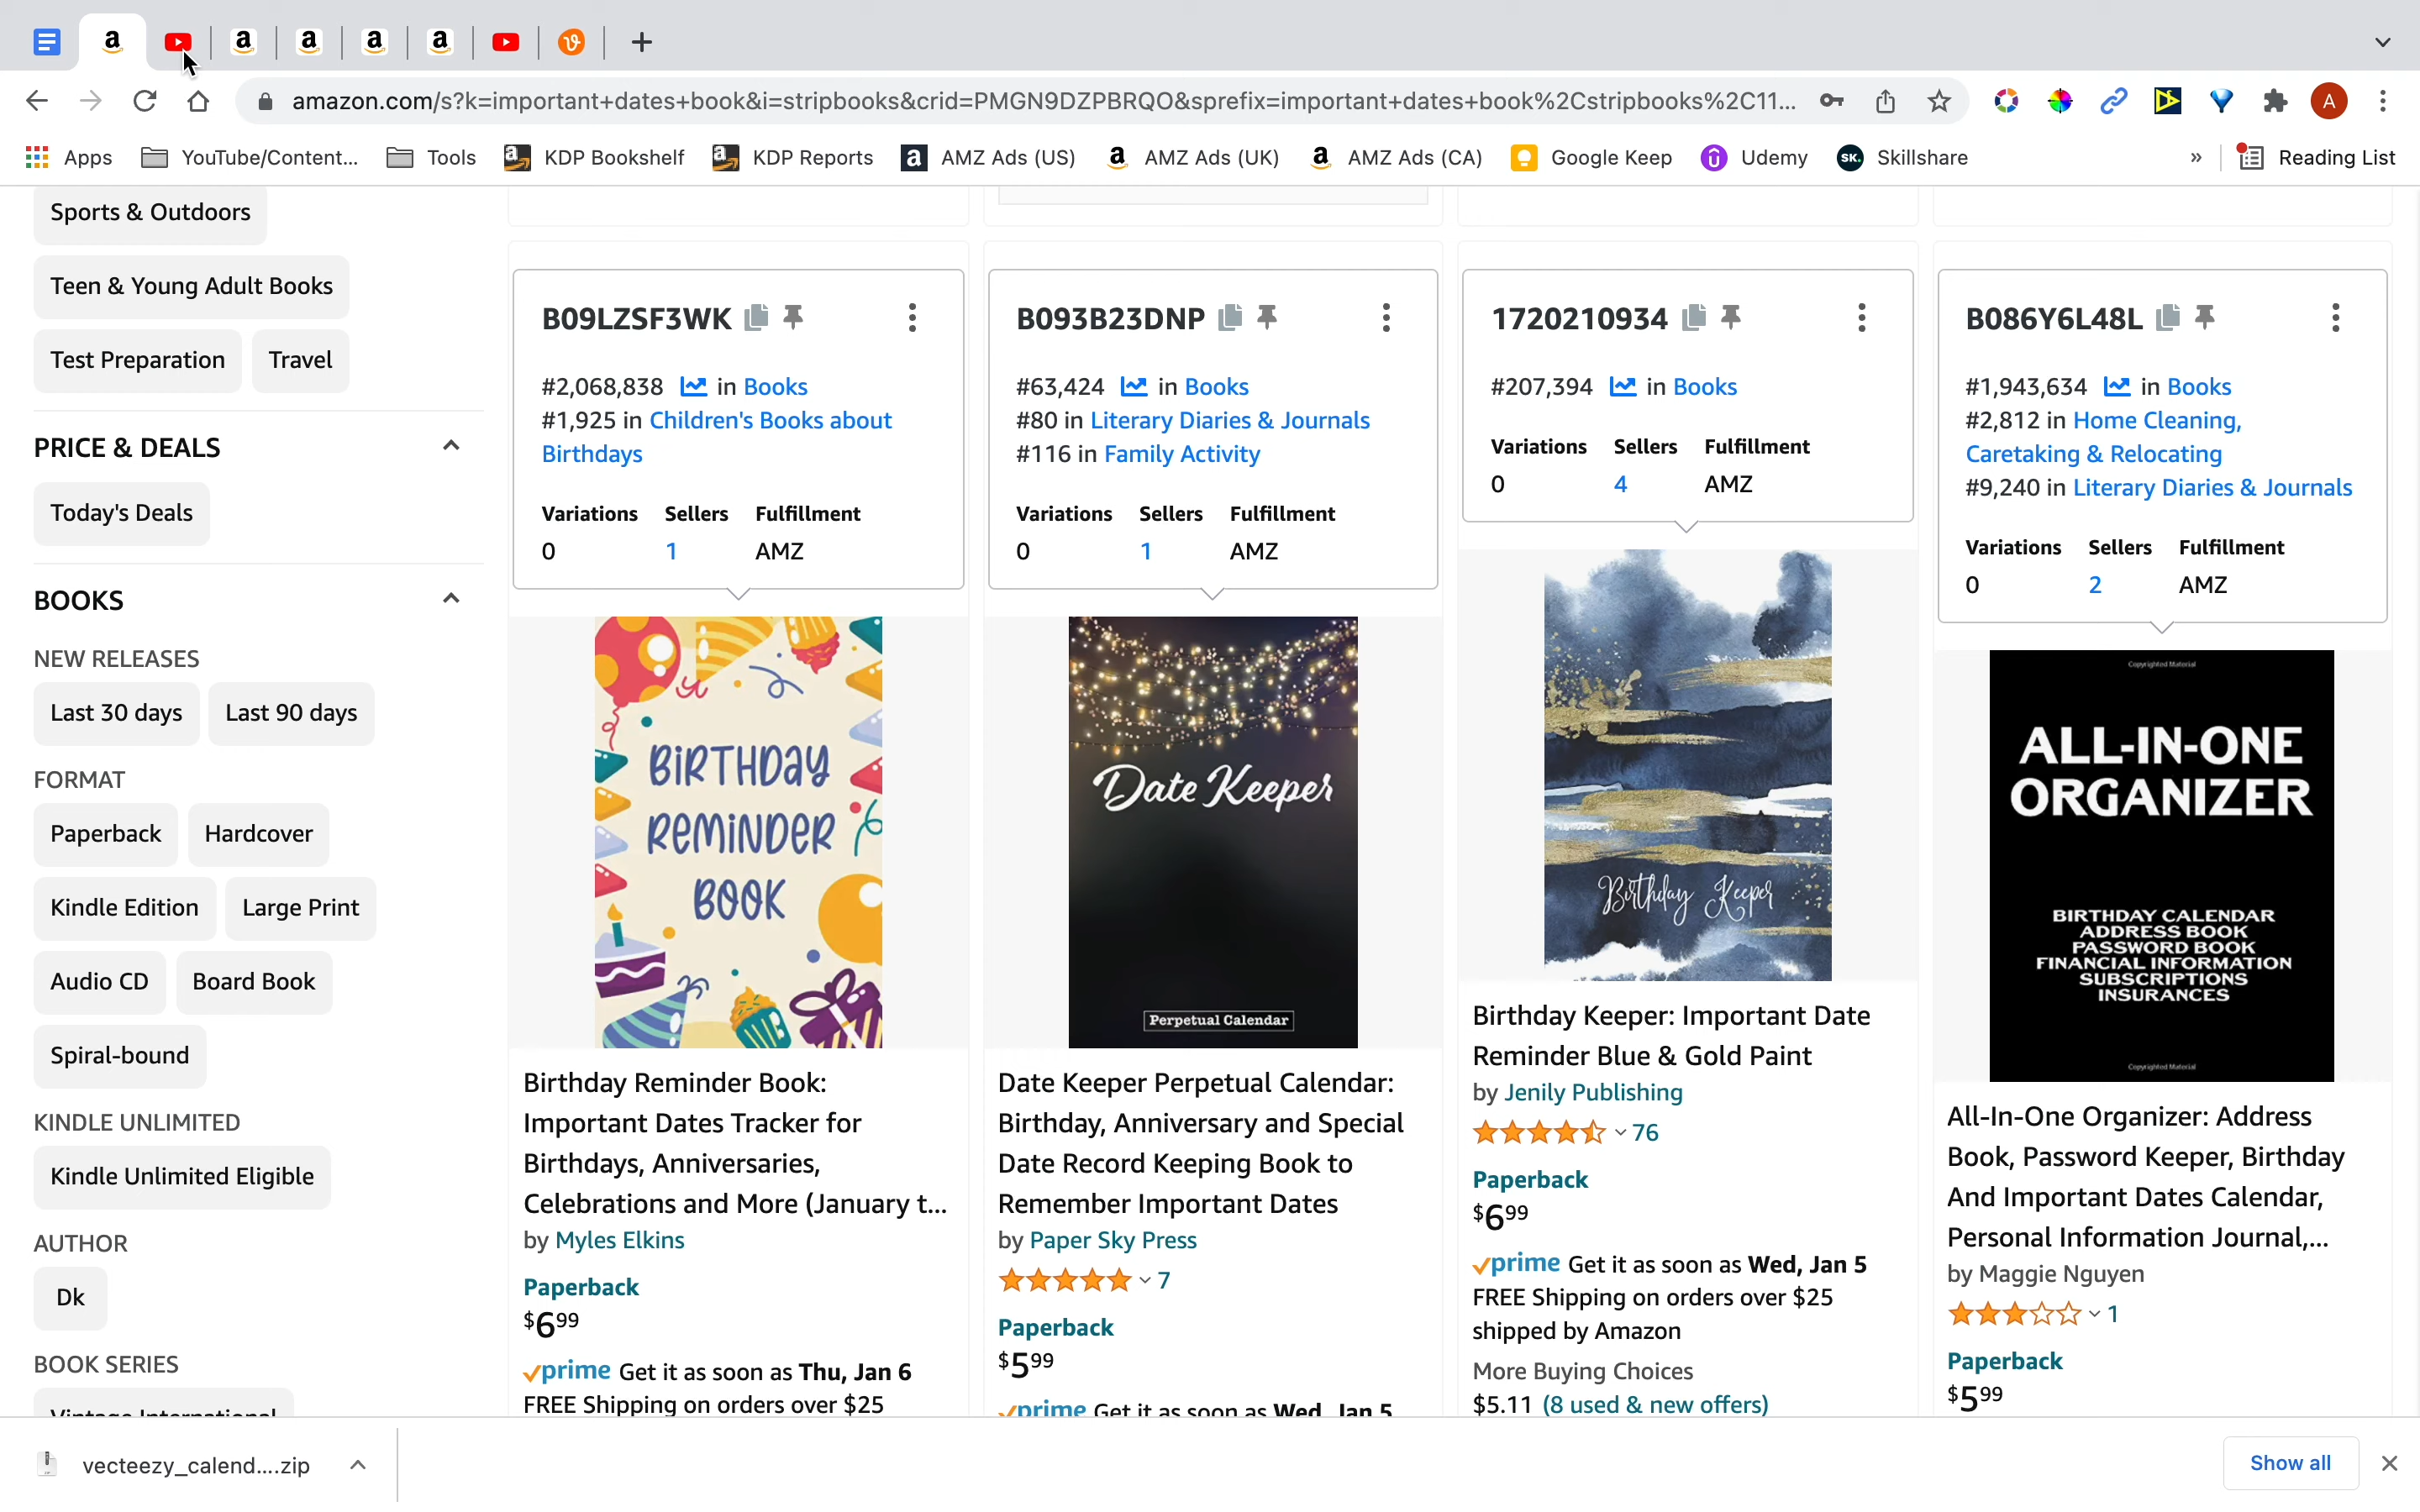 amazon.com/s?k=important+dates+book&i=stripbooks&crid=PMGN9DZPBRQO&sprefix=important+dates+book%2Cstripbooks%2C11...
A
Apps
YouTube/Content...
Tools
KDP Bookshelf
KDP Reports
AMZ Ads (US)
AMZ Ads (UK)
AMZ Ads (CA)
Google Keep
Udemy
SK. Skillshare
»
Reading List
Sports & Outdoors
Teen & Young Adult Books
Test Preparation
Travel
PRICE & DEALS
Today's Deals
BOOKS
NEW RELEASES
Last 30 days
Last 90 days
FORMAT
Paperback
Hardcover
Kindle Edition
Large Print
Audio CD
Board Book
Spiral-bound
KINDLE UNLIMITED
Kindle Unlimited Eligible
AUTHOR
Dk
BOOK SERIES
Vintage International
B09LZSF3WK
#2,068,838 in Books
#1,925 in Children's Books about
Birthdays
Variations Sellers Fulfillment
0 1 AMZ
BIRTHDAY
REMINDER
BOOK
Birthday Reminder Book:
Important Dates Tracker for
Birthdays, Anniversaries,
Celebrations and More (January t...
by Myles Elkins
Paperback
$6.99
prime Get it as soon as Thu, Jan 6
FREE Shipping on orders over $25
B093B23DNP
#63,424 in Books
#80 in Literary Diaries & Journals
#116 in Family Activity
Variations Sellers Fulfillment
0 1 AMZ
Date Keeper
Perpetual Calendar
Date Keeper Perpetual Calendar:
Birthday, Anniversary and Special
Date Record Keeping Book to
Remember Important Dates
by Paper Sky Press
7
Paperback
$5.99
prime Get it as soon as Wed, Jan 5
1720210934
#207,394 in Books
Variations Sellers Fulfillment
0 4 AMZ
Birthday Keeper
Birthday Keeper: Important Date
Reminder Blue & Gold Paint
by Jenily Publishing
76
Paperback
$6.99
prime Get it as soon as Wed, Jan 5
FREE Shipping on orders over $25
shipped by Amazon
More Buying Choices
$5.11 (8 used & new offers)
B086Y6L48L
#1,943,634 in Books
#2,812 in Home Cleaning,
Caretaking & Relocating
#9,240 in Literary Diaries & Journals
Variations Sellers Fulfillment
0 2 AMZ
Copyrighted Material
ALL-IN-ONE
ORGANIZER
BIRTHDAY CALENDAR
ADDRESS BOOK
PASSWORD BOOK
FINANCIAL INFORMATION
SUBSCRIPTIONS
INSURANCES
Copyrighted Material
All-In-One Organizer: Address
Book, Password Keeper, Birthday
And Important Dates Calendar,
Personal Information Journal,...
by Maggie Nguyen
1
Paperback
$5.99
vecteezy_calend....zip
Show all